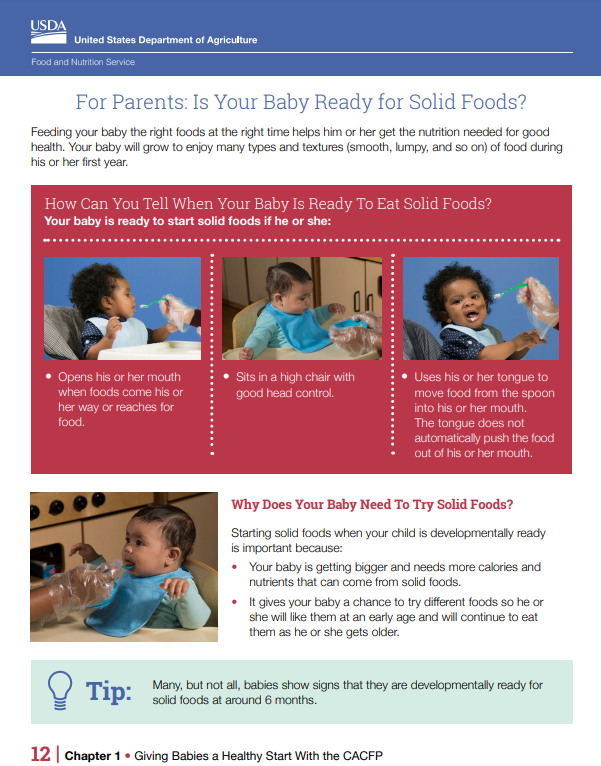 USDA
United States Department of Agriculture
Food and Nutrition Service
For Parents: Is Your Baby Ready for Solid Foods?
Feeding your baby the right foods at the right time helps him or her get the nutrition needed for good
health. Your baby will grow to enjoy many types and textures (smooth, lumpy, and so on) of food during
his or her first year.
How Can You Tell When Your Baby Is Ready To Eat Solid Foods?
Your baby is ready to start solid foods if he or she:
• Opens his or her mouth
when foods come his or
her way or reaches for
food.
• Sits in a high chair with
good head control.
• Uses his or her tongue to
move food from the spoon
into his or her mouth.
The tongue does not
automatically push the food
out of his or her mouth.
Why Does Your Baby Need To Try Solid Foods?
Starting solid foods when your child is developmentally ready
is important because:
• Your baby is getting bigger and needs more calories and
nutrients that can come from solid foods.
• It gives your baby a chance to try different foods so he or
she will like them at an early age and will continue to eat
them as he or she gets older.
Tip:
Many, but not all, babies show signs that they are developmentally ready for
solid foods at around 6 months.
12 | Chapter 1 • Giving Babies a Healthy Start With the CACFP